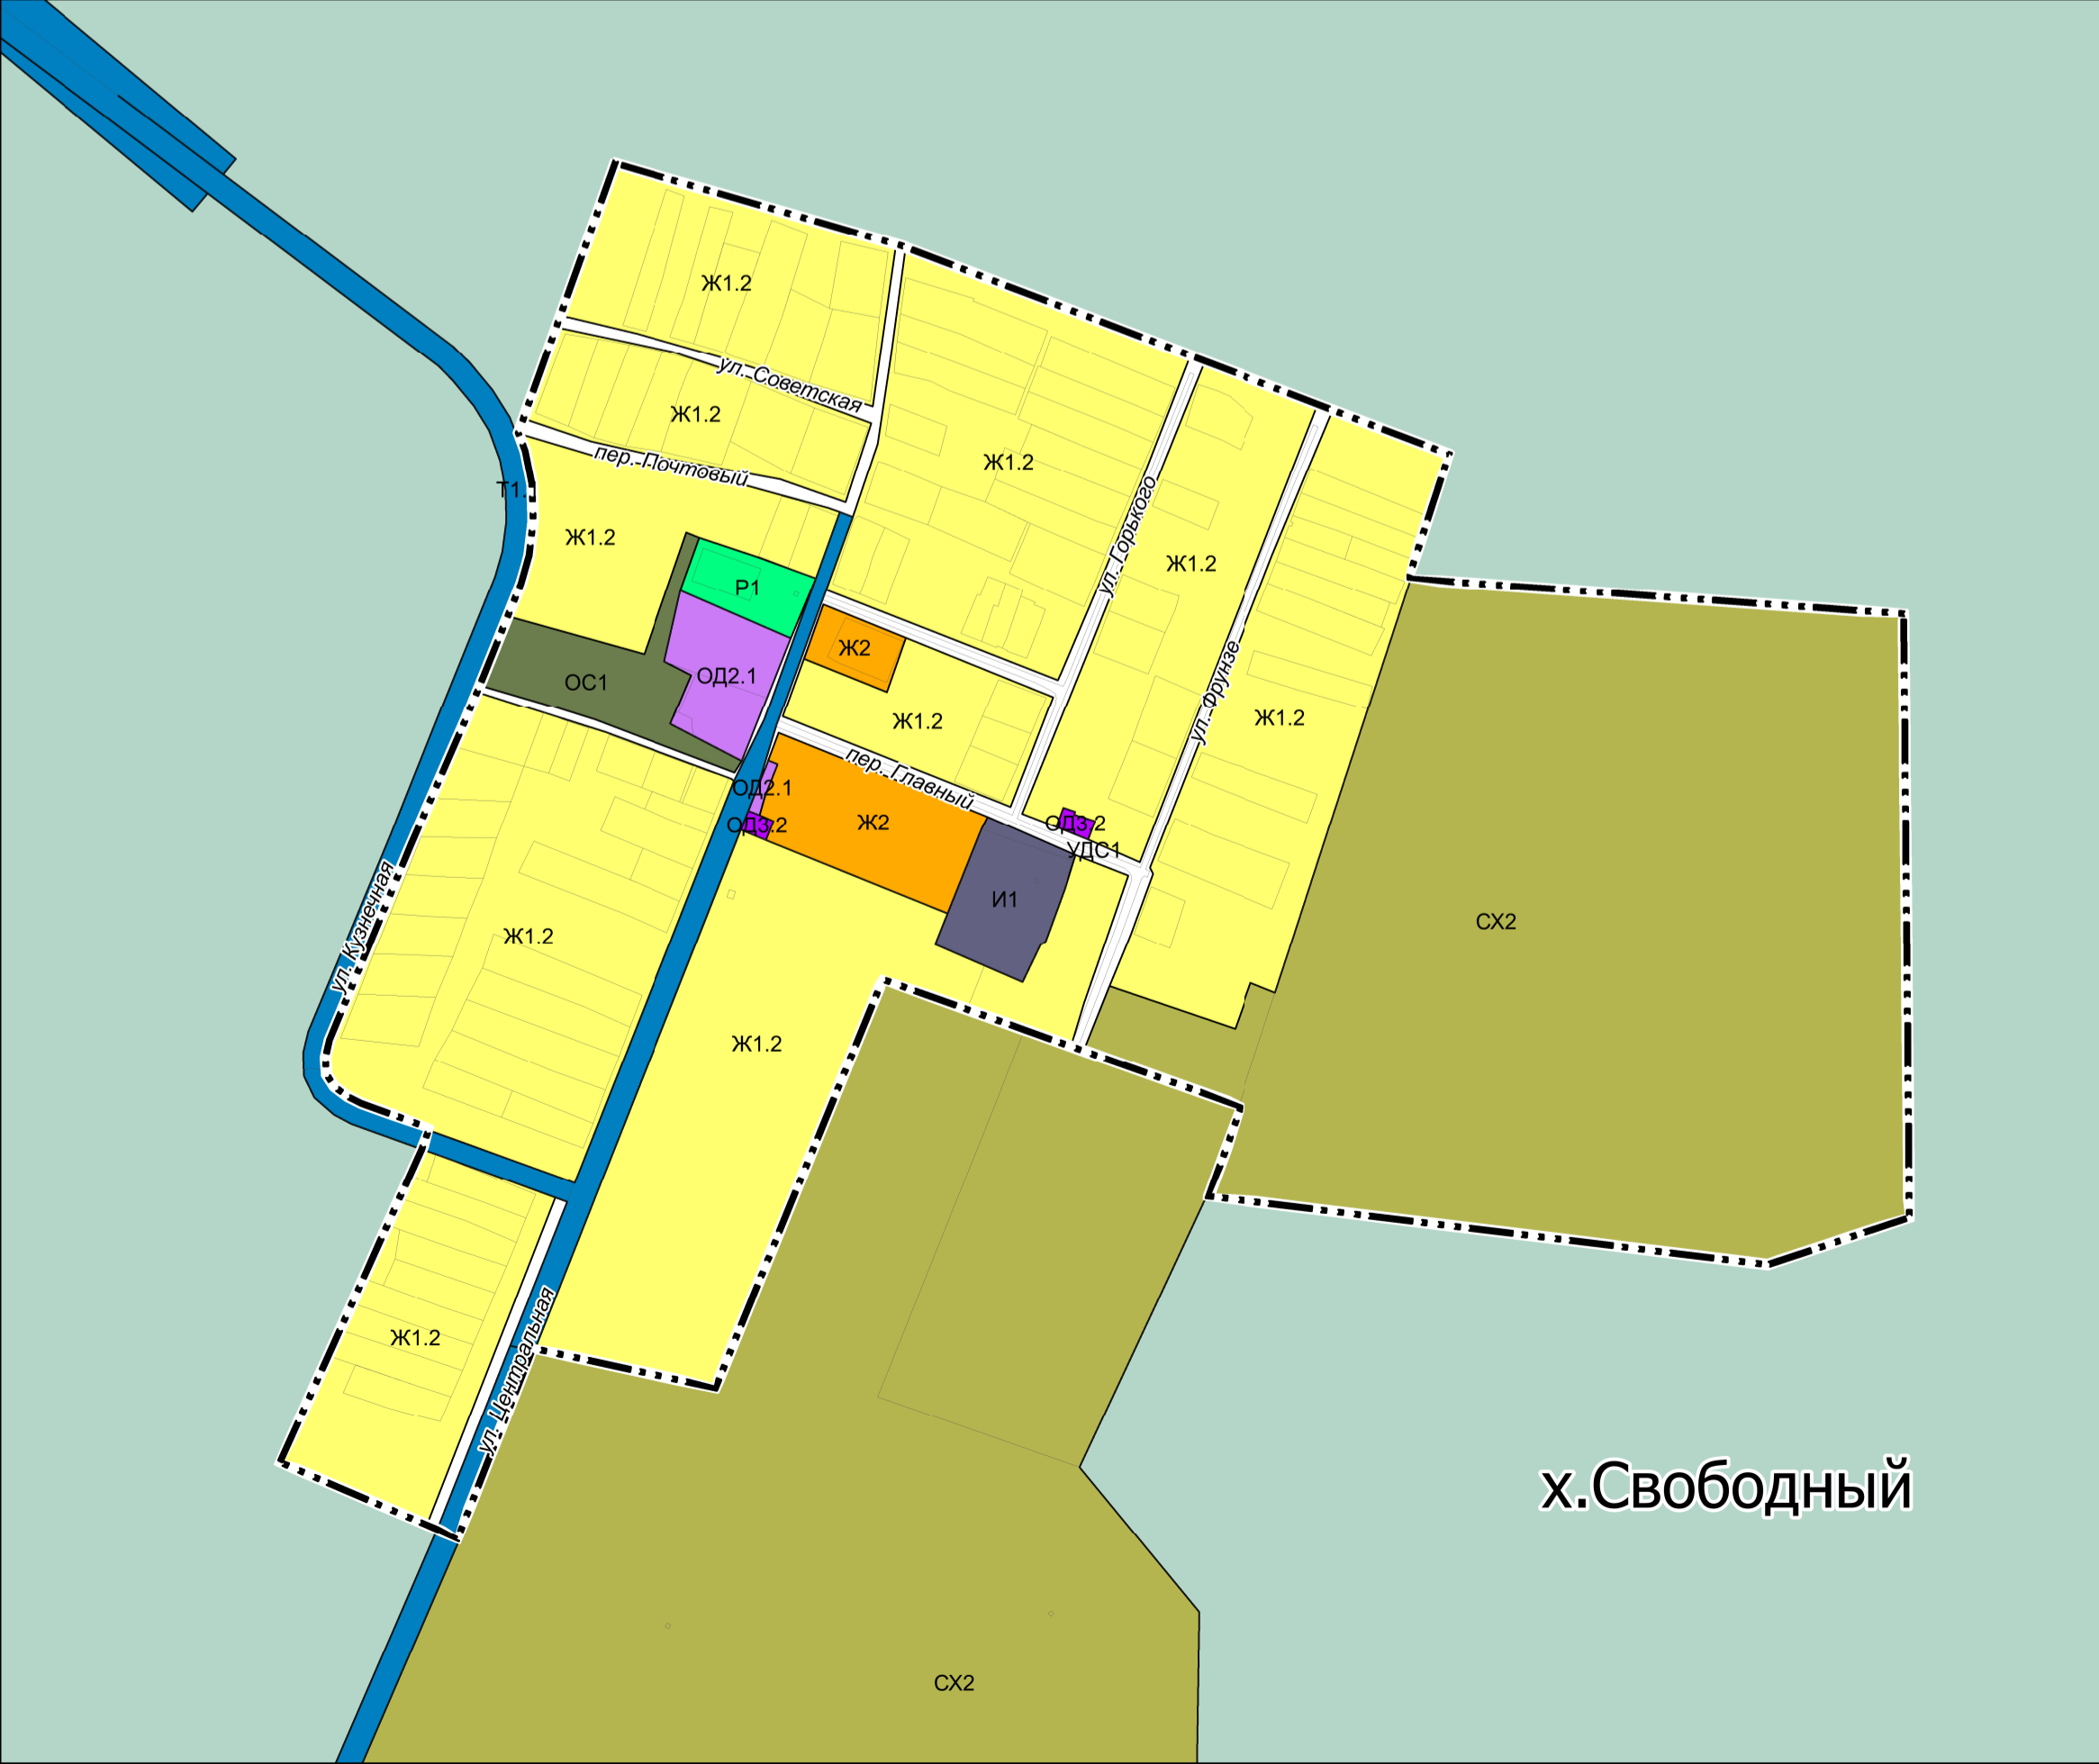 Ж1.2
ул. Советская
Ж1.2
пер. Почтовый
Ж1.2
Т1.
ул. Горького
Ж1.2
Ж1.2
Р1
Ж2
ул. Фрунзе
ОС1
ОД2.1
Ж1.2
Ж1.2
пер. Главный
ОД2.1
ОД3.2
Ж2
ОД3.2
УДС1
И1
СХ2
ул. Кузнечная
Ж1.2
Ж1.2
Ж1.2
ул. Центральная
х.Свободный
СХ2